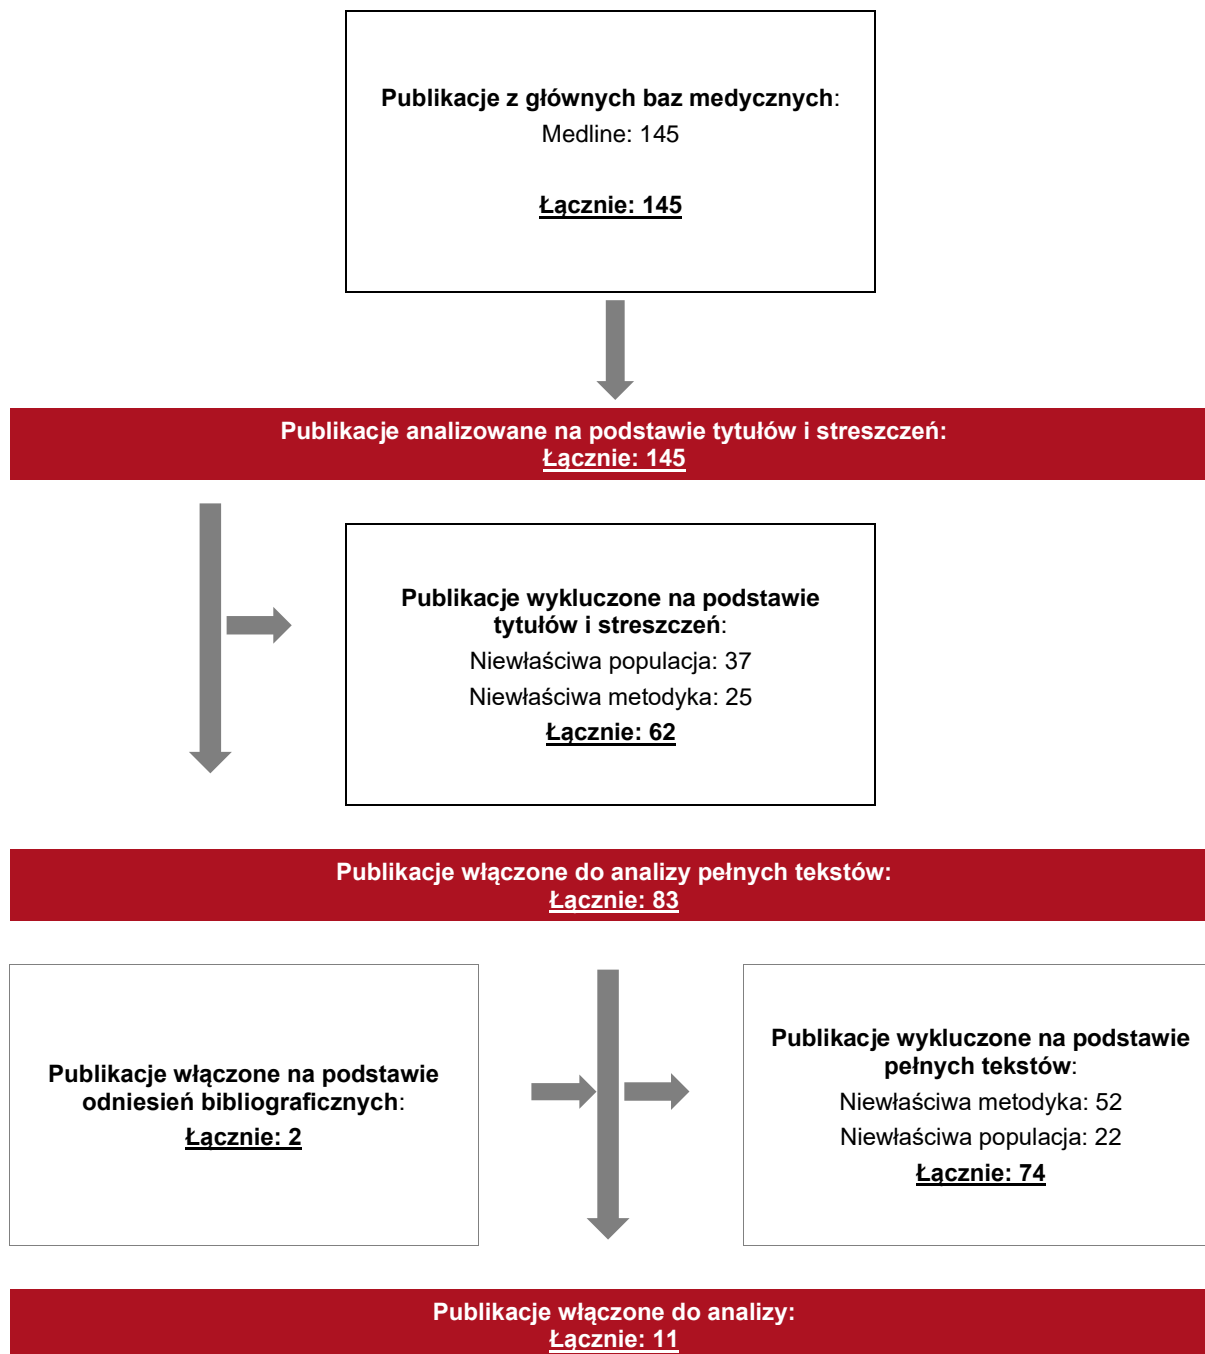 Publikacje z głównych baz medycznych:
Medline: 145
Łącznie: 145
Publikacje analizowane na podstawie tytułów i streszczeń:
Łącznie: 145
Publikacje wykluczone na podstawie
tytułów i streszczeń:
Niewłaściwa populacja: 37
Niewłaściwa metodyka: 25
Łącznie: 62
Publikacje włączone do analizy pełnych tekstów:
Łącznie: 83
Publikacje włączone na podstawie
odniesień bibliograficznych:
Łącznie: 2
Publikacje wykluczone na podstawie
pełnych tekstów:
Niewłaściwa metodyka: 52
Niewłaściwa populacja: 22
Łącznie: 74
Publikacje włączone do analizy:
Łącznie: 11